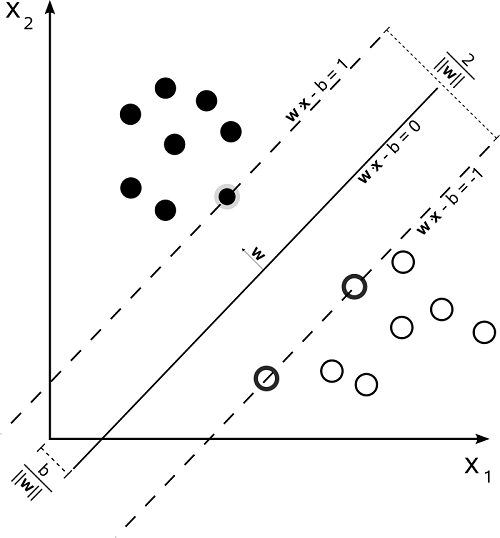 X2
w·x - b = 1
2
||w||
w·x - b = 0
w·x - b = -1
w
b
||w||
X1